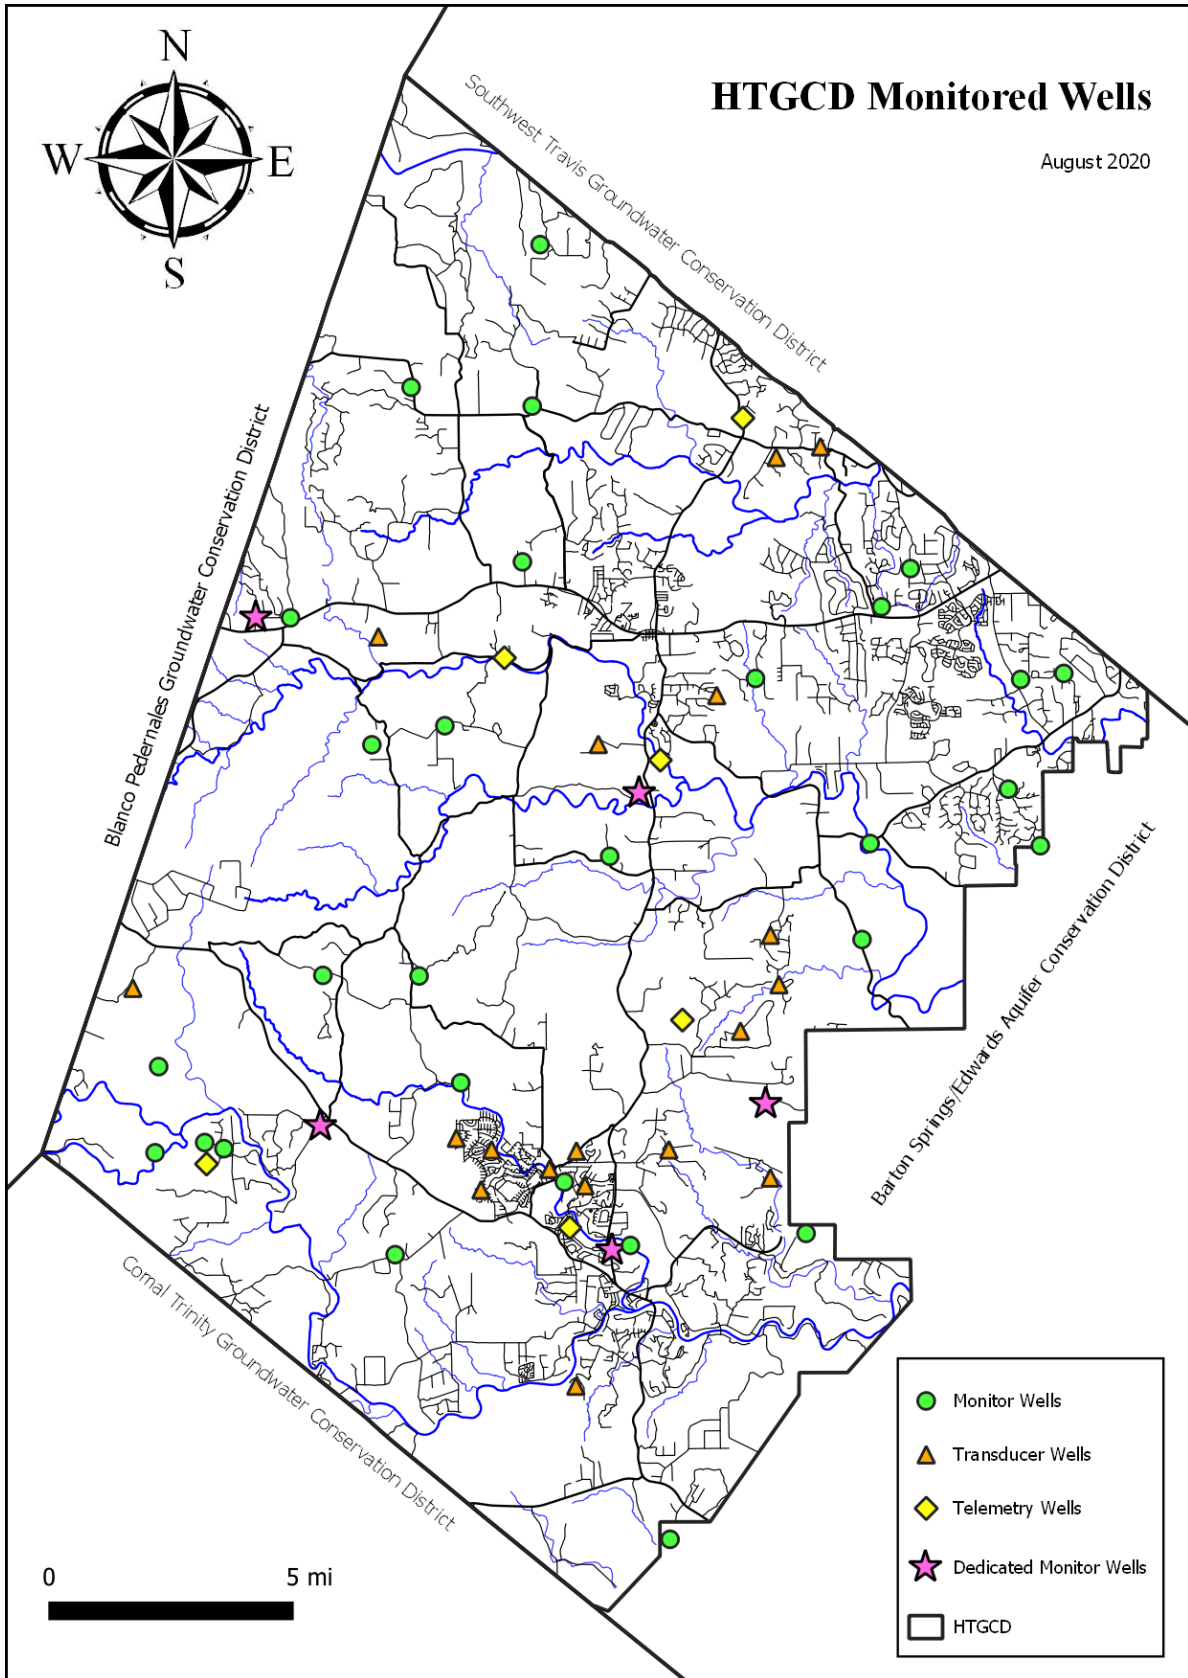 N
W
E
S
HTGCD Monitored Wells
August 2020
Southwest Travis Groundwater Conservation District
Blanco Pedernales Groundwater Conservation District
Barton Springs/Edwards Aquifer Conservation District
Comal Trinity Groundwater Conservation District
Monitor Wells
Transducer Wells
Telemetry Wells
Dedicated Monitor Wells
HTGCD
0 5 mi